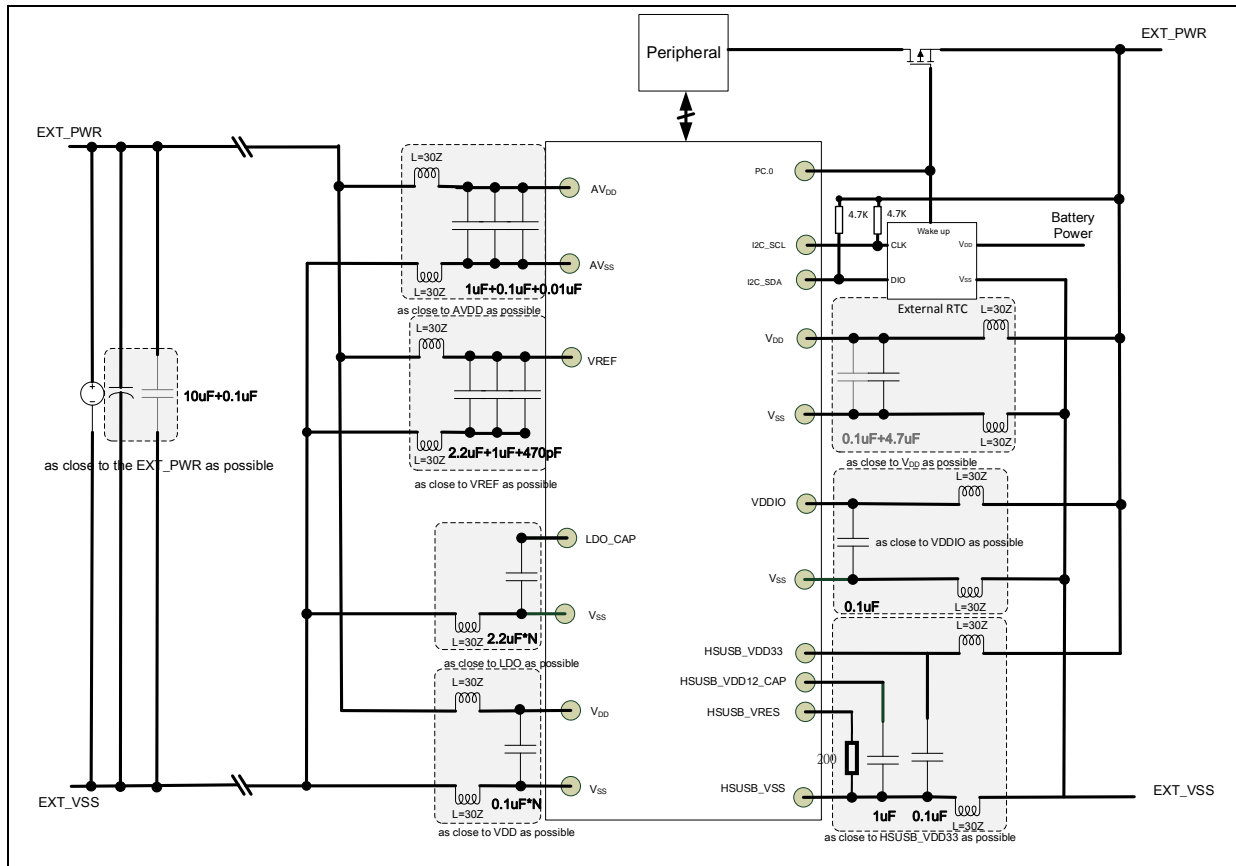 Peripheral
EXT_PWR
EXT_PWR
L=30Z
AVDD
AVSS
L=30Z
1uF+0.1uF+0.01uF
as close to AVDD as possible
L=30Z
VREF
L=30Z
2.2uF+1uF+470pF
as close to VREF as possible
10uF+0.1uF
as close to the EXT_PWR as possible
LDO_CAP
VSS
L=30Z
2.2uF*N
as close to LDO as possible
L=30Z
VDD
VSS
L=30Z
0.1uF*N
as close to VDD as possible
EXT_VSS
PC.0
4.7K
4.7K
Wake up
Battery
Power
I2C_SCL
CLK
VDD
I2C_SDA
DIO
VSS
External RTC
L=30Z
VDD
VSS
0.1uF+4.7uF
L=30Z
as close to VDD as possible
L=30Z
VDDIO
as close to VDDIO as possible
VSS
0.1uF
L=30Z
L=30Z
HSUSB_VDD33
HSUSB_VDD12_CAP
HSUSB_VRES
200
HSUSB_VSS
1uF
0.1uF
L=30Z
as close to HSUSB_VDD33 as possible
EXT_VSS